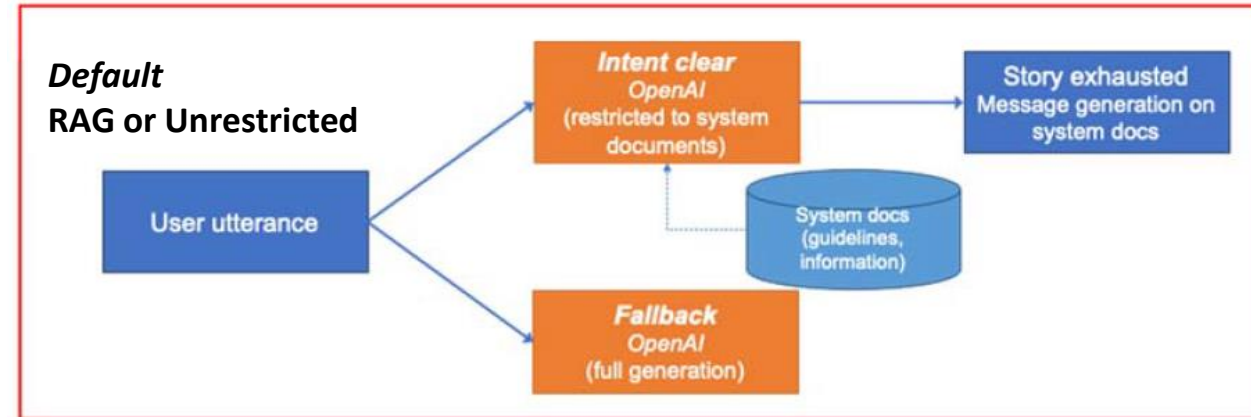 Default
RAG or Unrestricted
User utterance
Intent clear
OpenAI
(restricted to system
documents)
Story exhausted
Message generation on
system docs
System docs
(guidelines,
information)
Fallback
OpenAI
(full generation)